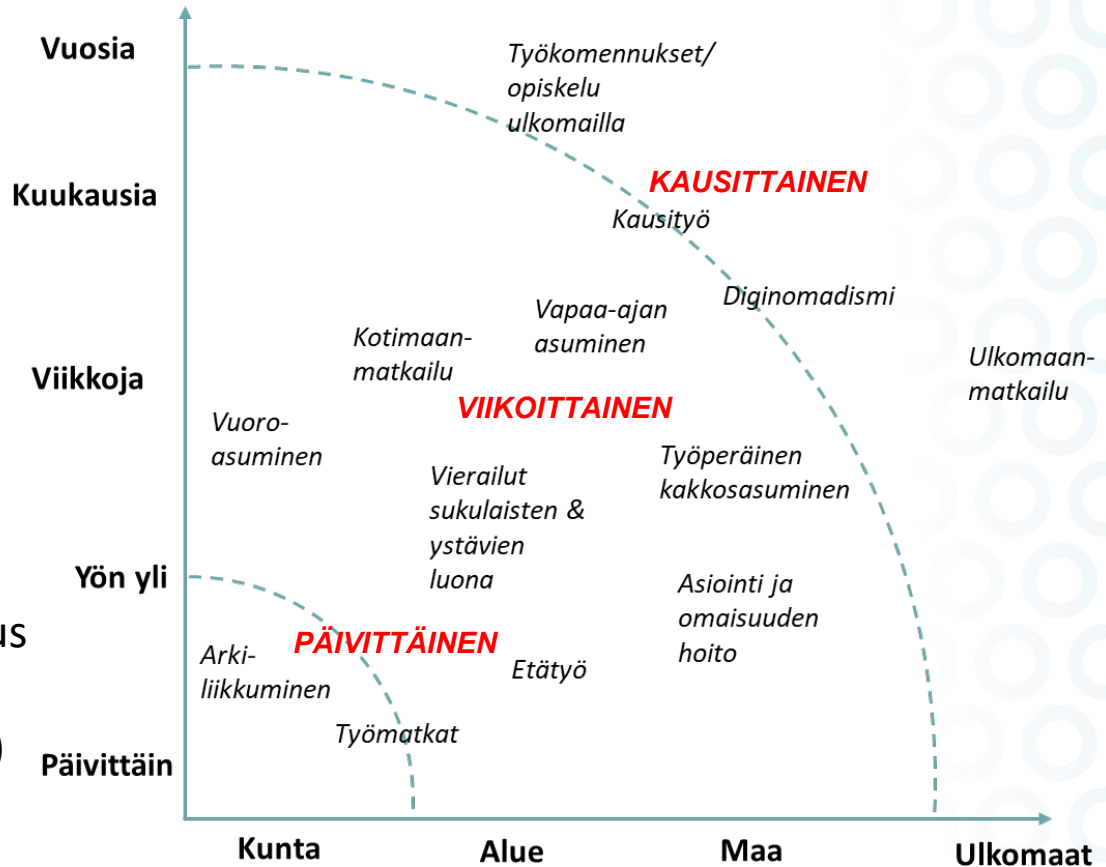 Vuosia
Työkomennukset/
opiskelu
ulkomailla
Kuukausia
KAUSITTAINEN
Kausityö
Diginomadismi
Vapaa-ajan
asuminen
Kotimaan-
matkailu
Ulkomaan-
matkailu
Viikkoja
VIIKOITTAINEN
Vuoro-
asuminen
Työperäinen
kakkosasuminen
Vierailut
sukulaisten &
ystävien
luona
Yön yli
Asiointi ja
omaisuuden
hoito
us
PÄIVITTÄINEN
Arki-
liikkuminen
Etätyö
Työmatkat
)
Päivittäin
Kunta
Alue
Maa
Ulkomaat